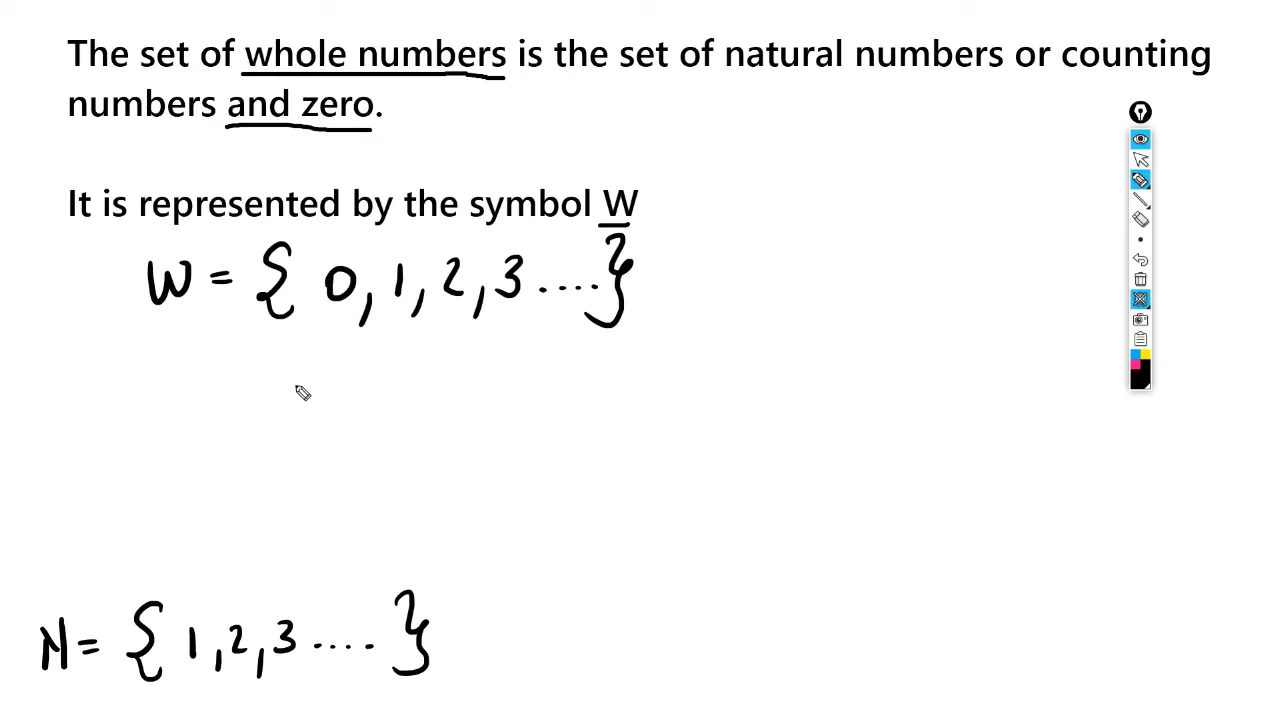 The set of whole numbers is the set of natural numbers or counting
numbers and zero.
It is represented by the symbol W
W = { 0, 1, 2, 3 ....}
N = { 1, 2, 3 .... }